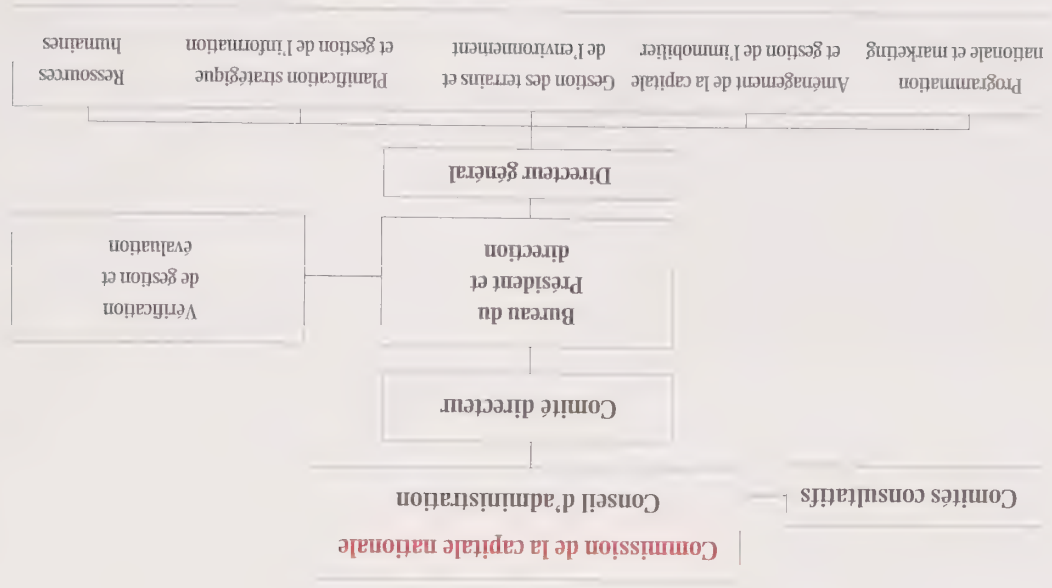 Commission de la capitale nationale
Conseil d'administration
Comités consultatifs
Comité directeur
Bureau du
Président et
direction
Vérification
de gestion et
évaluation
Directeur général
Programmation
nationale et marketing
Aménagement de la capitale
et gestion de l'immobilier
Gestion des terrains et
de l'environnement
Planification stratégique
et gestion de l'information
Ressources
humaines